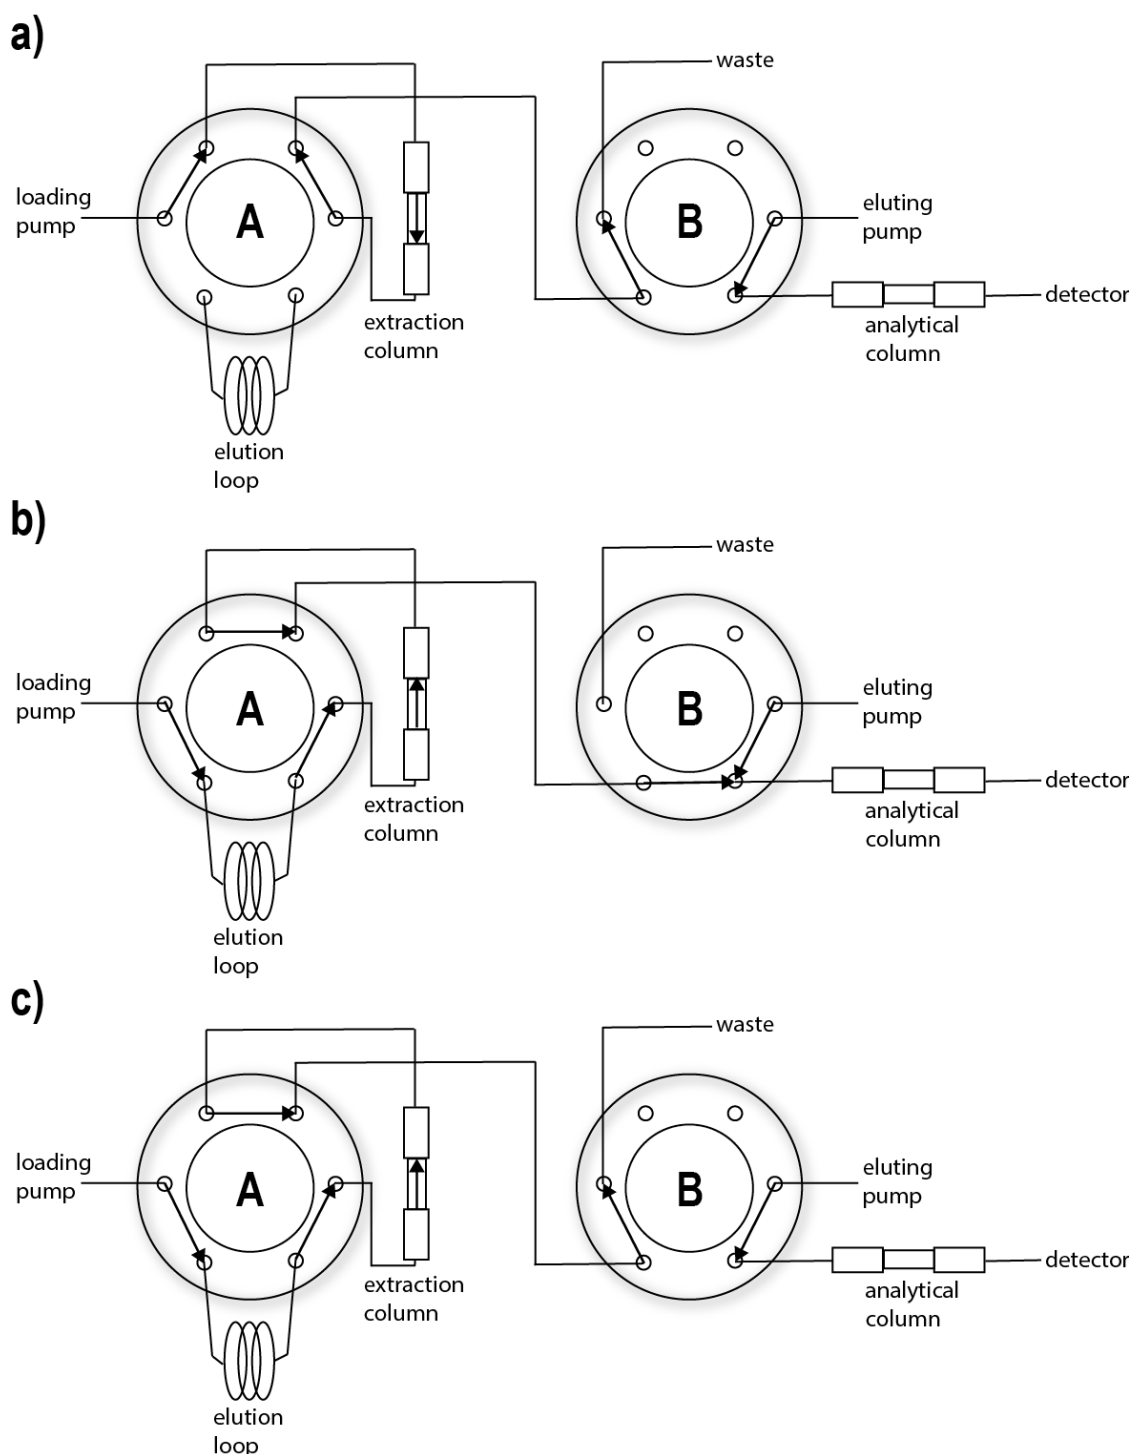 a)
waste
loading
pump
A
B
eluting
pump
extraction
column
analytical
column
detector
elution
loop
b)
waste
loading
pump
A
B
eluting
pump
extraction
column
analytical
column
detector
elution
loop
c)
waste
loading
pump
A
B
eluting
pump
extraction
column
analytical
column
detector
elution
loop